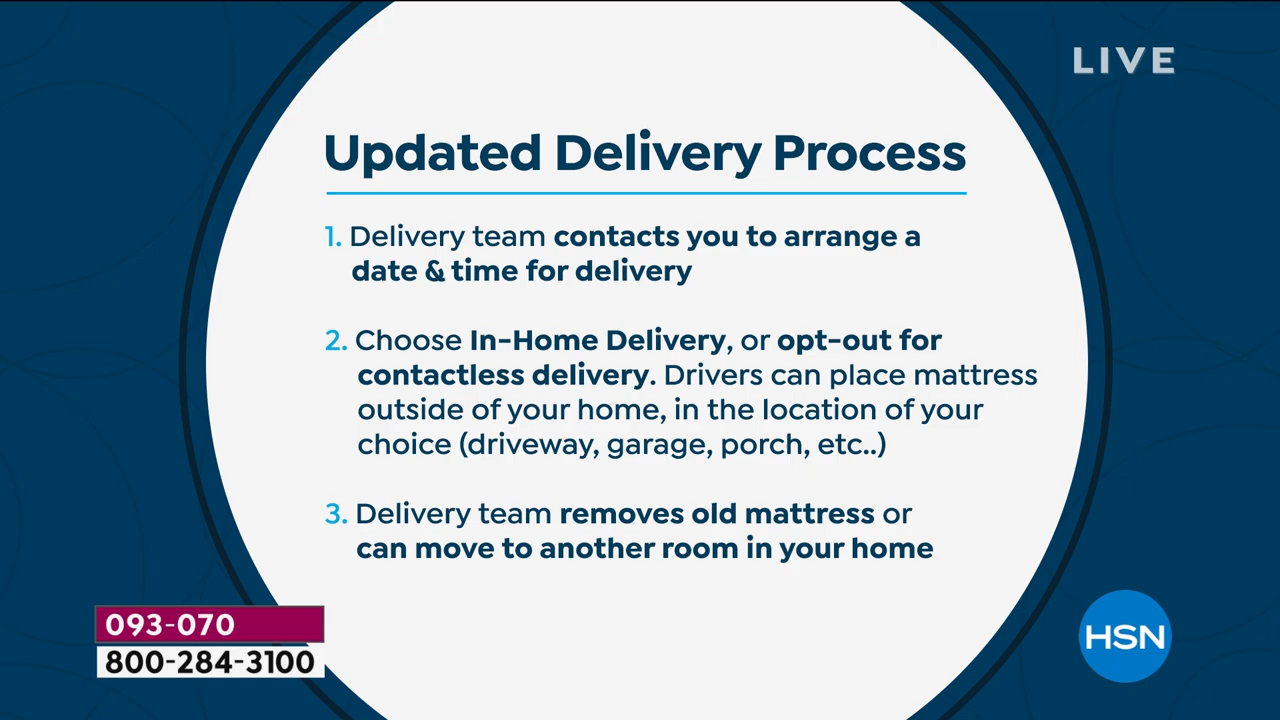 LIVE
Updated Delivery Process
1. Delivery team contacts you to arrange a
date & time for delivery
2. Choose In-Home Delivery, or opt-out for
contactless delivery. Drivers can place mattress
outside of your home, in the location of your
choice (driveway, garage, porch, etc..)
3. Delivery team removes old mattress or
can move to another room in your home
093-070
800-284-3100
HSN